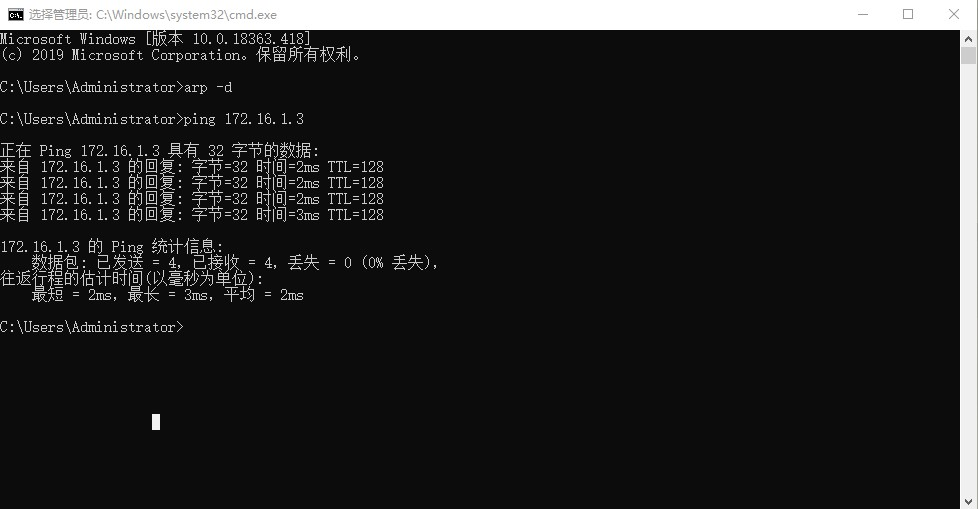 选择管理员: C:\Windows\system32\cmd.exe
Microsoft Windows [版本 10.0.18363.418]
(c) 2019 Microsoft Corporation。保留所有权利。
C:\Users\Administrator>arp -d
C:\Users\Administrator>ping 172.16.1.3
正在 Ping 172.16.1.3 具有 32 字节的数据:
来自 172.16.1.3 的回复: 字节=32 时间=2ms TTL=128
来自 172.16.1.3 的回复: 字节=32 时间=2ms TTL=128
来自 172.16.1.3 的回复: 字节=32 时间=2ms TTL=128
来自 172.16.1.3 的回复: 字节=32 时间=3ms TTL=128
172.16.1.3 的 Ping 统计信息:
数据包: 已发送 = 4, 已接收 = 4, 丢失 = 0 (0% 丢失),
往返行程的估计时间(以毫秒为单位):
最短 = 2ms, 最长 = 3ms, 平均 = 2ms
C:\Users\Administrator>